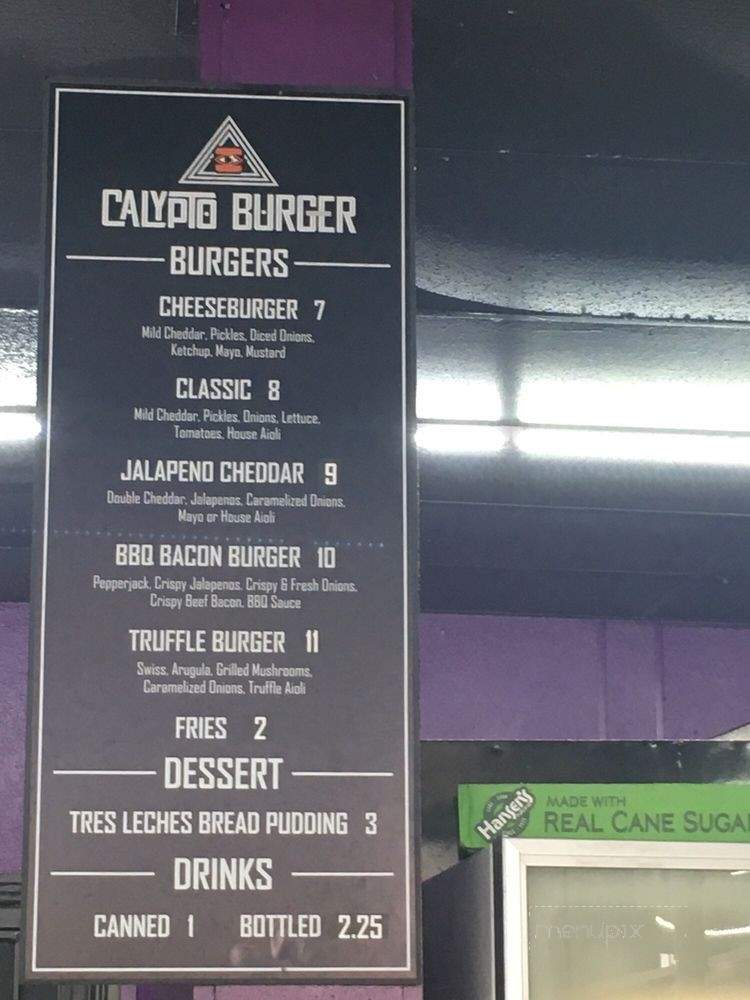 CALYPTO BURGER
BURGERS
CHEESEBURGER 7
Mild Cheddar, Pickles, Diced Onions,
Ketchup, Mayo, Mustard
CLASSIC 8
Mild Cheddar, Pickles, Onions, Lettuce,
Tomatoes, House Aioli
JALAPENO CHEDDAR 9
Double Cheddar, Jalapenos, Caramelized Onions,
Mayo or House Aioli
BBQ BACON BURGER 10
Pepperjack, Crispy Jalapenos, Crispy & Fresh Onions,
Crispy Beef Bacon, BBQ Sauce
TRUFFLE BURGER 11
Swiss, Arugula, Grilled Mushrooms,
Caramelized Onions, Truffle Aioli
FRIES 2
DESSERT
TRES LECHES BREAD PUDDING 3
DRINKS
CANNED 1 BOTTLED 2.25
Hansen's
MADE WITH
REAL CANE SUGA
menupix